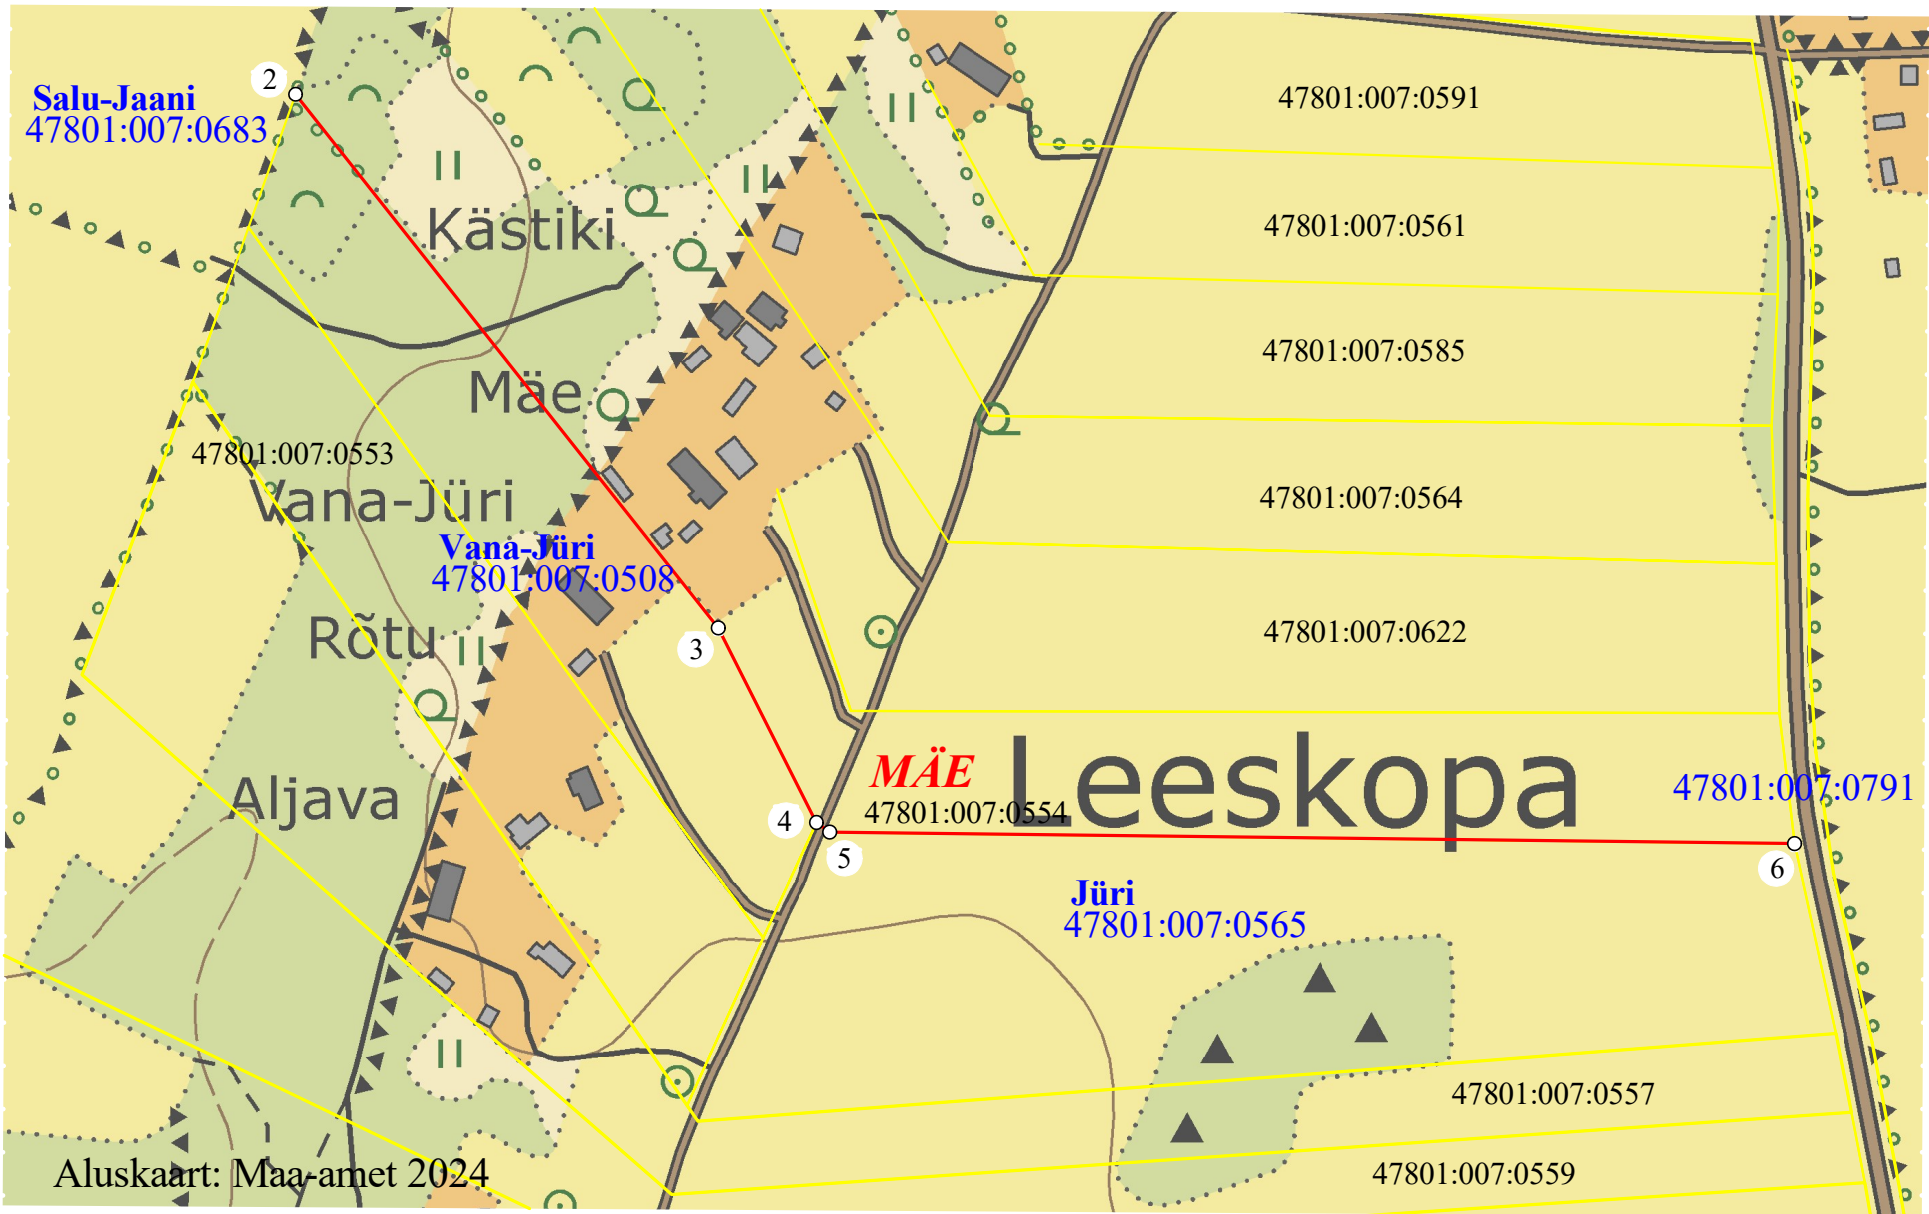 2
Salu-Jaani
47801:007:0683
47801:007:0591
Kästiki
47801:007:0561
47801:007:0585
Mäe
47801:007:0553
Vana-Jüri
47801:007:0564
Vana-Jüri
47801:007:0508
Rõtu
3
47801:007:0622
MÄE
47801:007:0554
Leeskopa
47801:007:0791
Aljava
4
5
6
Jüri
47801:007:0565
47801:007:0557
47801:007:0559
Aluskaart: Maa-amet 2024